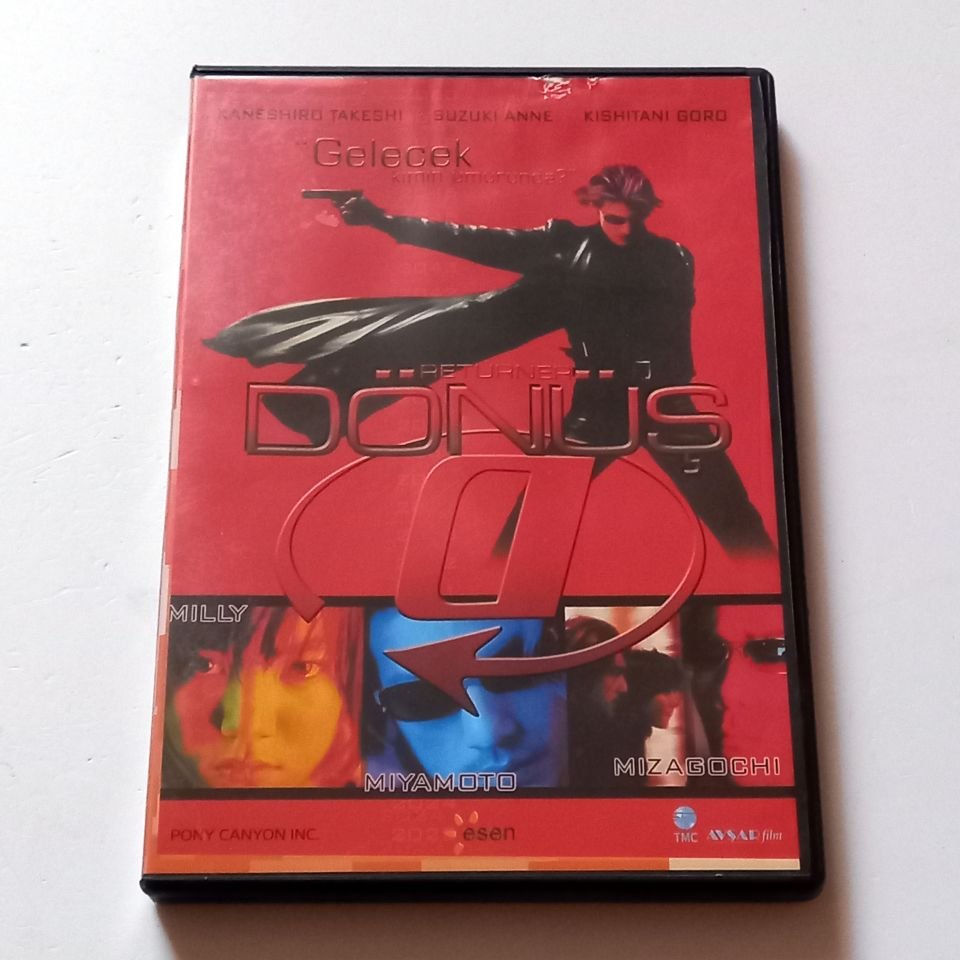 KANESHIRO TAKESHI SUZUKI ANNE KISHITANI GORO
"Gelecek
kimin emrinde?"
RETURNER
DÖNÜŞ
MILLY
MIYAMOTO
MIZAGOCHI
PONY CANYON INC.
esen
TMC
AVŞAR film